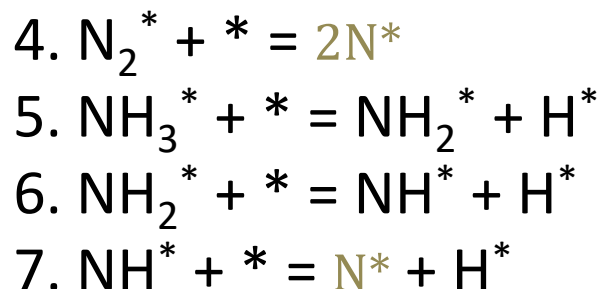 4. N₂* + * = 2N*
5. NH₃* + * = NH₂* + H*
6. NH₂* + * = NH* + H*
7. NH* + * = N* + H*